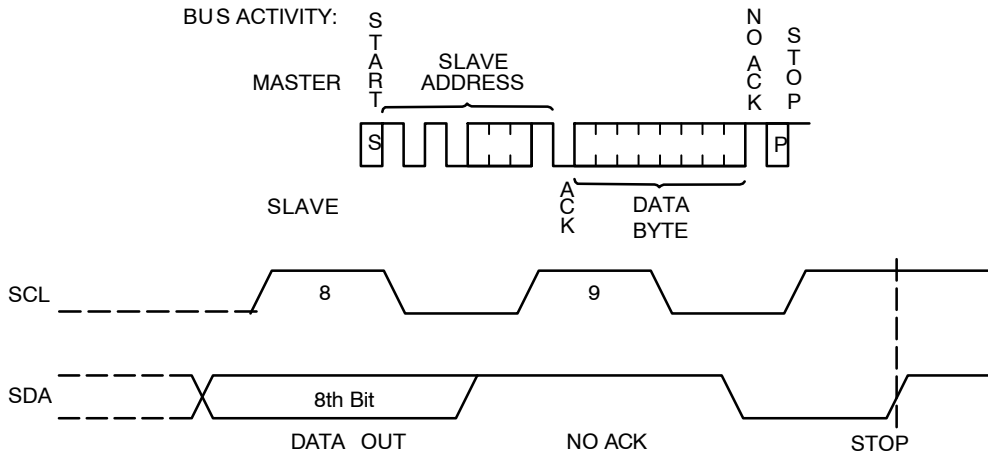 BUS ACTIVITY:
MASTER
START
SLAVE
ADDRESS
NO ACK
STOP
S
P
SLAVE
ACK
DATA
BYTE
SCL
8
9
SDA
8th Bit
DATA OUT
NO ACK
STOP